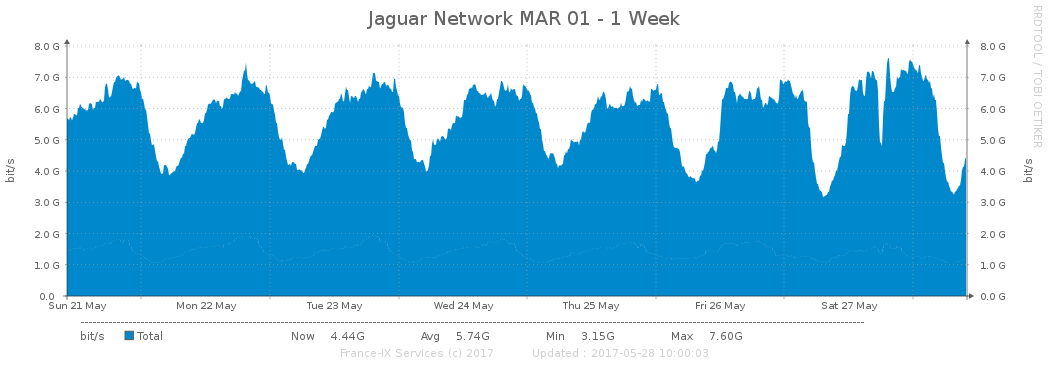 Jaguar Network MAR 01 - 1 Week
RRDTOOL / TOBI OETIKER
bit/s
8.0 G 8.0 G
7.0 G 7.0 G
6.0 G 6.0 G
5.0 G 5.0 G
4.0 G 4.0 G
3.0 G 3.0 G
2.0 G 2.0 G
1.0 G 1.0 G
0.0 0.0 G
bit/s
Sun 21 May Mon 22 May Tue 23 May Wed 24 May Thu 25 May Fri 26 May Sat 27 May
bit/s Total Now 4.44G Avg 5.74G Min 3.15G Max 7.60G
France-IX Services (c) 2017 Updated : 2017-05-28 10:00:03